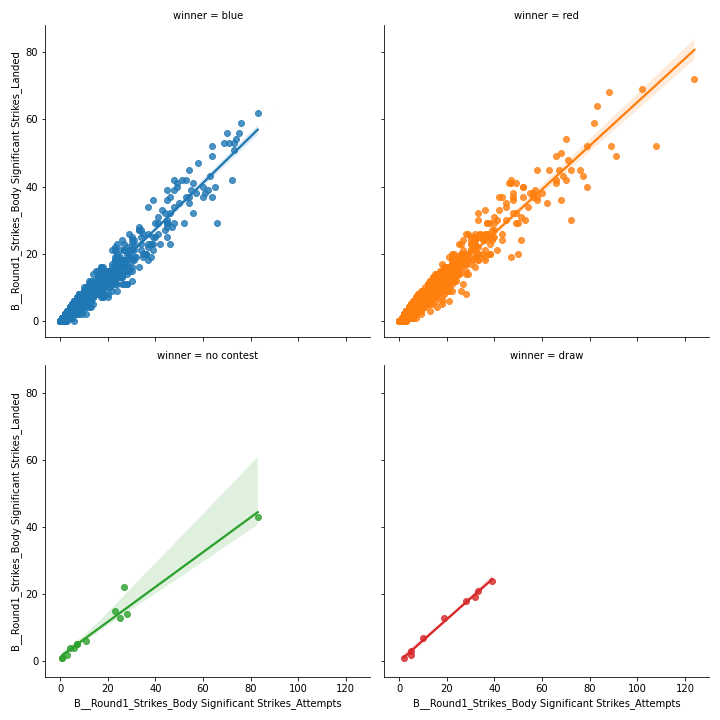 winner = blue
winner = red
80
60
40
20
0
B__Round1_Strikes_Body Significant Strikes_Landed
winner = no contest
winner = draw
80
60
40
20
0
B__Round1_Strikes_Body Significant Strikes_Landed
0 20 40 60 80 100 120
0 20 40 60 80 100 120
B__Round1_Strikes_Body Significant Strikes_Attempts
B__Round1_Strikes_Body Significant Strikes_Attempts